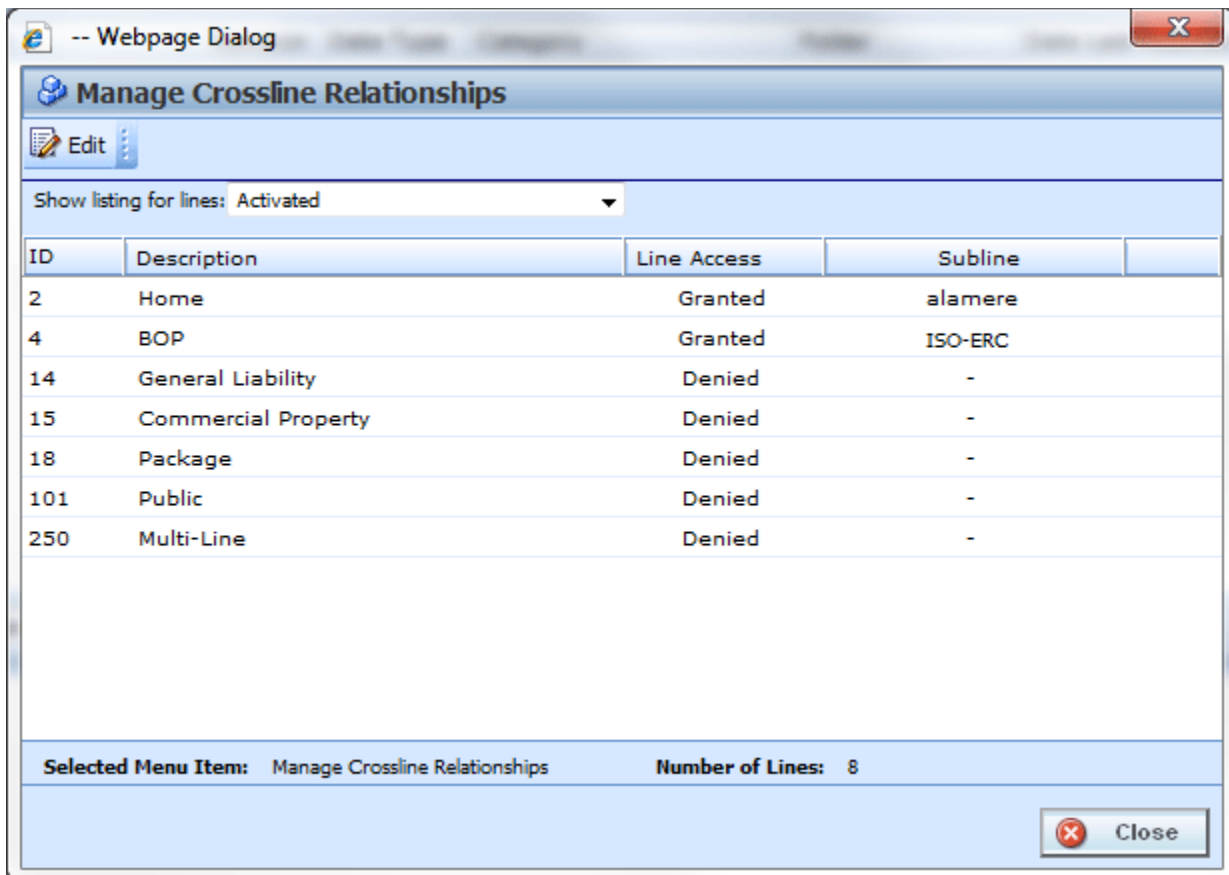 -- Webpage Dialog
Manage Crossline Relationships
Edit
Show listing for lines: Activated
ID Description Line Access Subline
2 Home Granted alamere
4 BOP Granted ISO-ERC
14 General Liability Denied -
15 Commercial Property Denied -
18 Package Denied -
101 Public Denied -
250 Multi-Line Denied -
Selected Menu Item: Manage Crossline Relationships Number of Lines: 8
Close